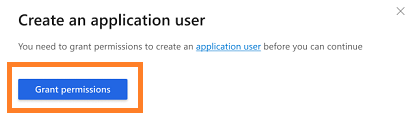 Create an application user
You need to grant permissions to create an application user before you can continue
Grant permissions